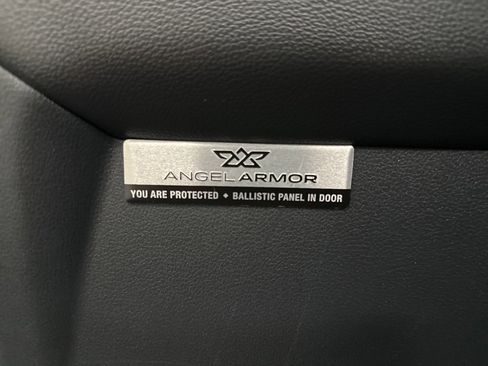 ANGELARMOR
YOU ARE PROTECTED + BALLISTIC PANEL IN DOOR